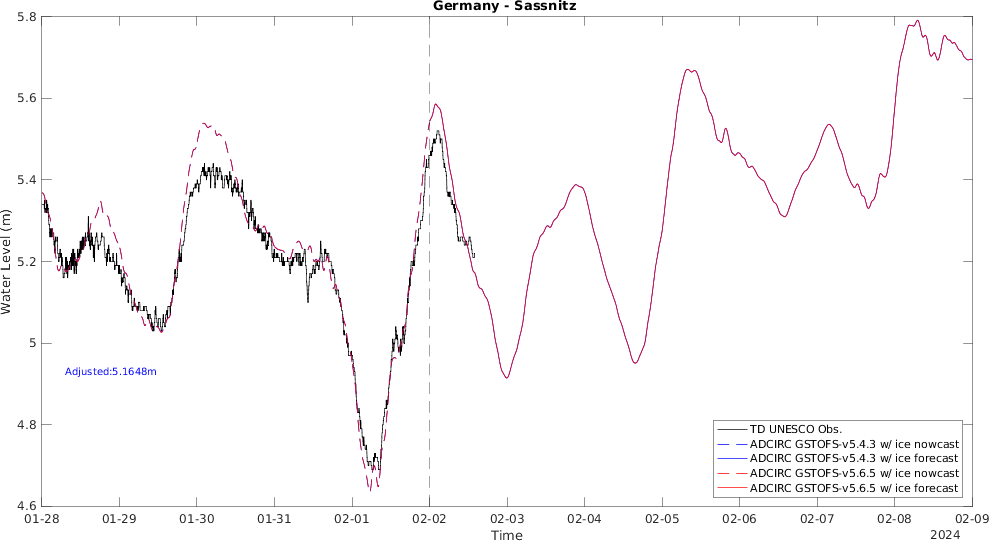 Germany - Sassnitz
5.8
5.6
5.4
5.2
5
4.8
4.6
Water Level (m)
Adjusted:5.1648m
TD UNESCO Obs.
ADCIRC GSTOFS-v5.4.3 w/ ice nowcast
ADCIRC GSTOFS-v5.4.3 w/ ice forecast
ADCIRC GSTOFS-v5.6.5 w/ ice nowcast
ADCIRC GSTOFS-v5.6.5 w/ ice forecast
01-28 01-29 01-30 01-31 02-01 02-02 02-03 02-04 02-05 02-06 02-07 02-08 02-09
Time
2024